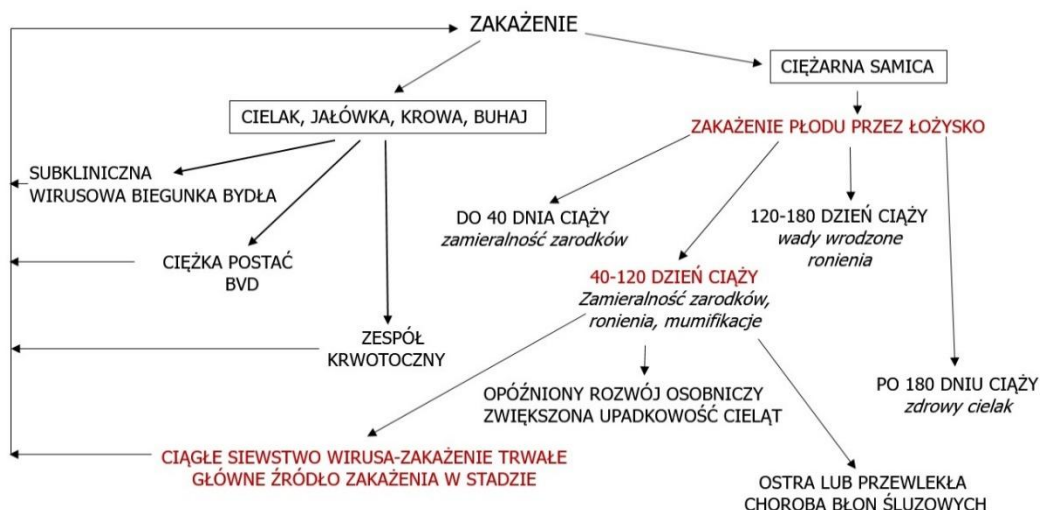 ZAKAŻENIE
CIĘŻARNA SAMICA
CIELAK, JAŁÓWKA, KROWA, BUHAJ
ZAKAŻENIE PŁODU PRZEZ ŁOŻYSKO
SUBKLINICZNA
WIRUSOWA BIEGUNKA BYDŁA
DO 40 DNIA CIĄŻY
zamieralność zarodków
120-180 DZIEŃ CIĄŻY
wady wrodzone
ronienia
CIĘŻKA POSTAĆ
BVD
40-120 DZIEŃ CIĄŻY
Zamieralność zarodków,
ronienia, mumifikacje
ZESPÓŁ
KRWOTOCZNY
OPÓŹNIONY ROZWÓJ OSOBNICZY
ZWIĘKSZONA UPADKOWOŚĆ CIELĄT
PO 180 DNIU CIĄŻY
zdrowy cielak
CIĄGŁE SIEWSTWO WIRUSA-ZAKAŻENIE TRWAŁE
GŁÓWNE ŹRÓDŁO ZAKAŻENIA W STADZIE
OSTRA LUB PRZEWLEKŁA
CHOROBA BŁON ŚLUZOWYCH